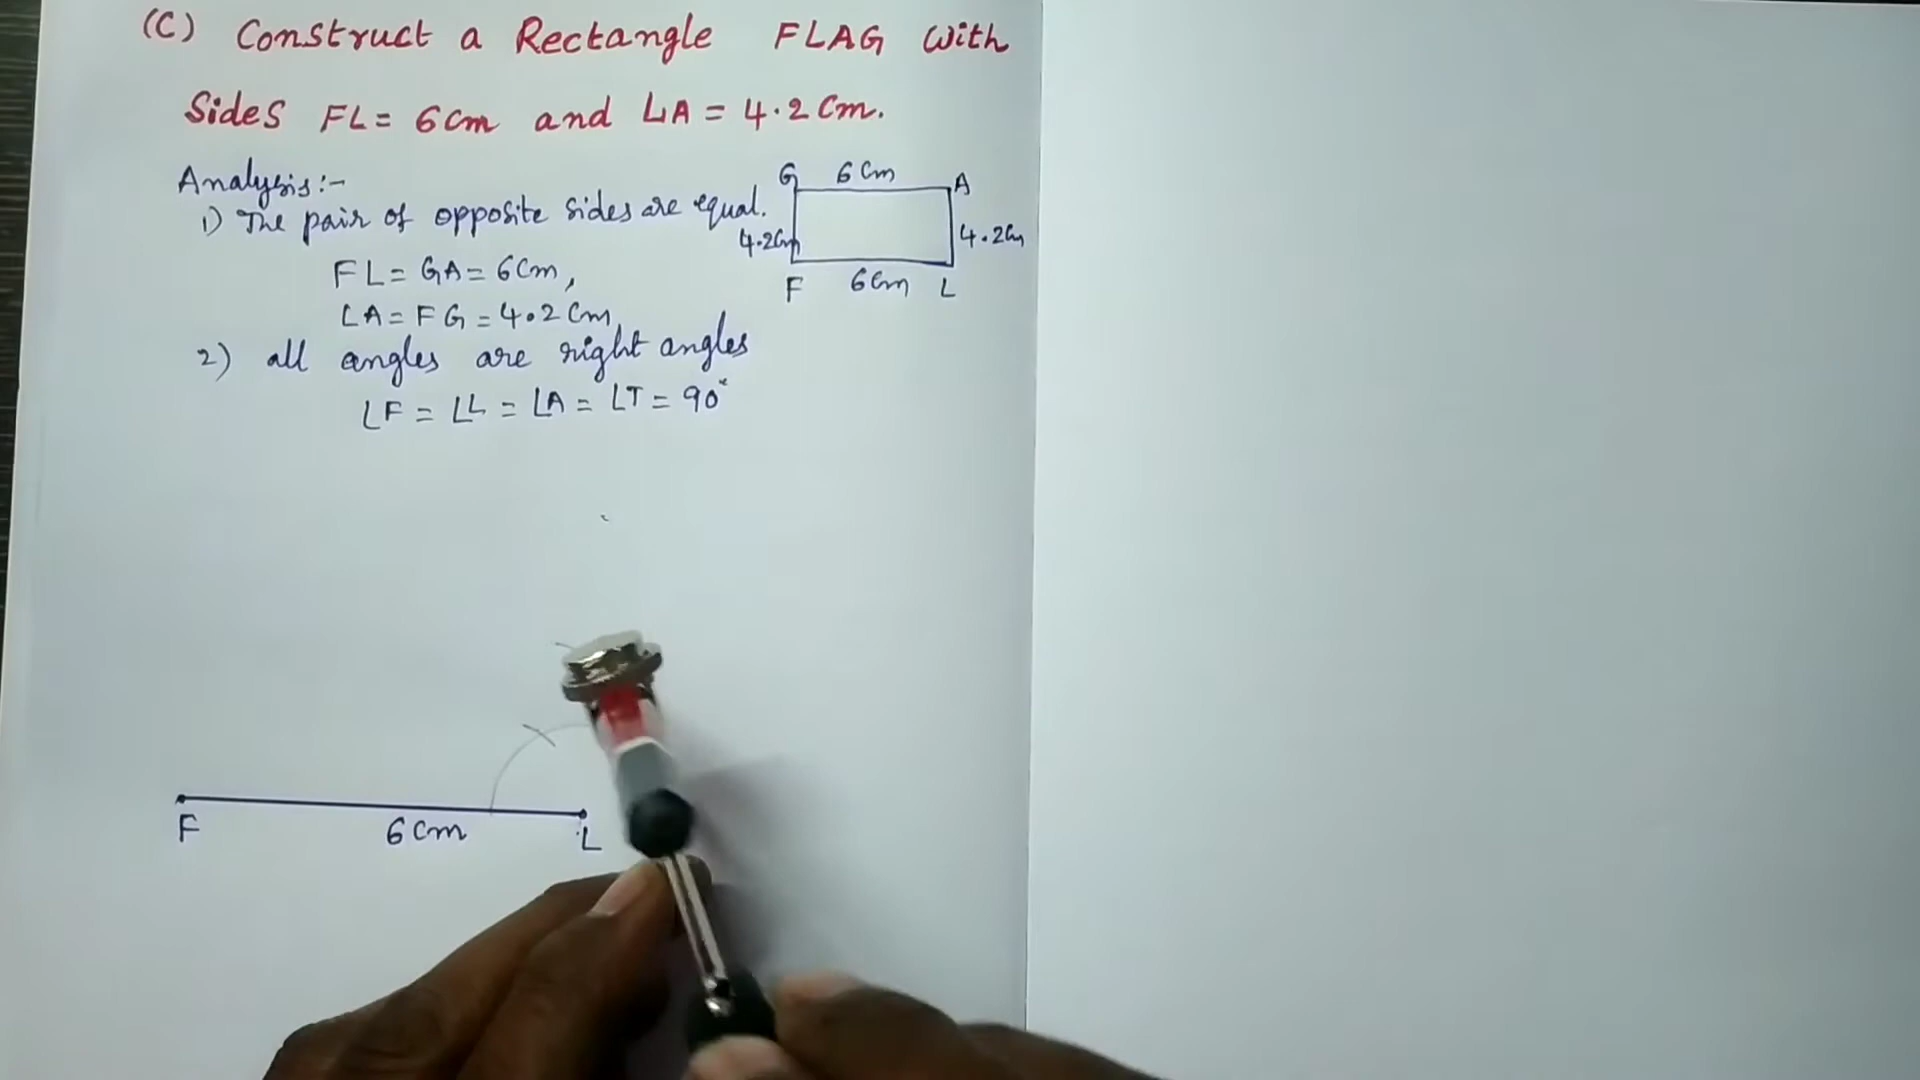 (C) Construct a Rectangle FLAG with
Sides FL = 6cm and LA = 4.2 Cm.
Analysis:-
1) The pair of opposite sides are equal.
FL = GA = 6cm,
LA = FG = 4.2 Cm
2) all angles are right angles
∠F = ∠L = ∠A = ∠T = 90°
G 6 Cm A
4.2Cm 4.2Cm
F 6cm L
F 6cm L